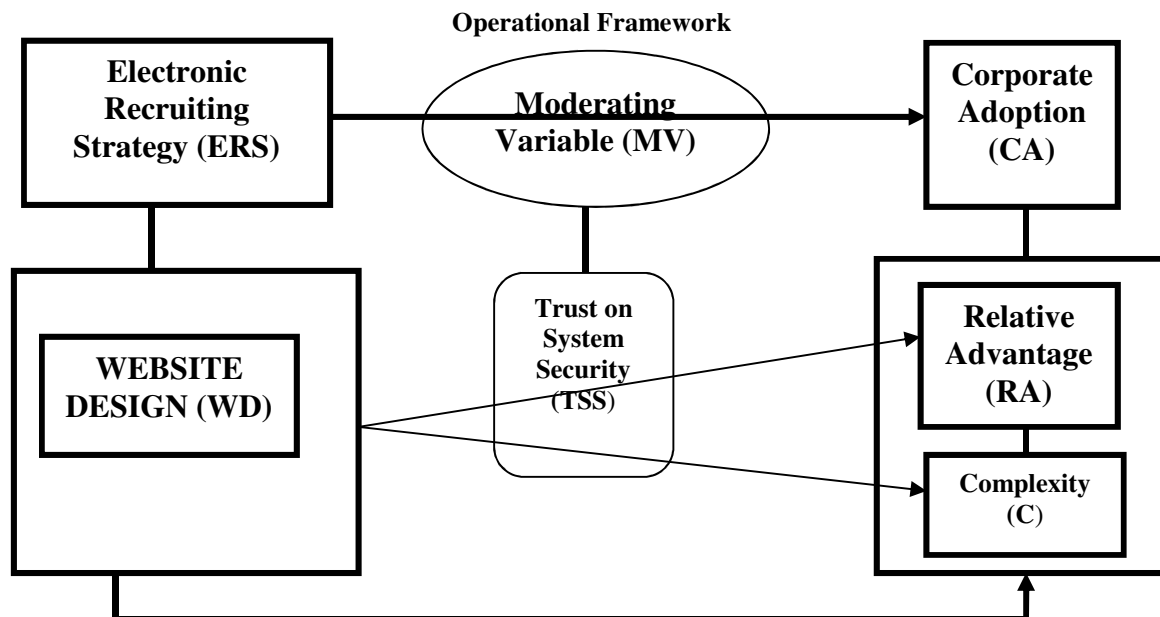 Operational Framework
Electronic
Recruiting
Strategy (ERS)
Moderating
Variable (MV)
Corporate
Adoption
(CA)
Trust on
System
Security
(TSS)
WEBSITE
DESIGN (WD)
Relative
Advantage
(RA)
Complexity
(C)